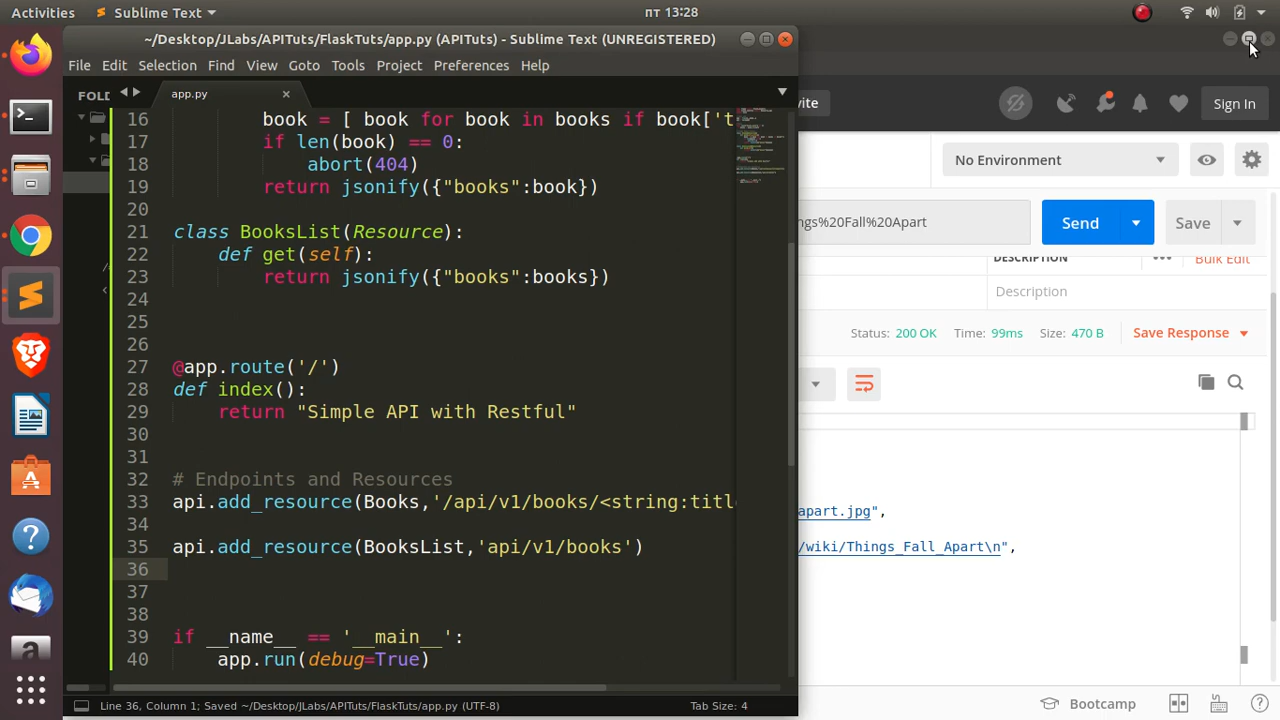 Activities
Sublime Text
пт 13:28
~/Desktop/JLabs/APITuts/FlaskTuts/app.py (APITuts) - Sublime Text (UNREGISTERED)
File Edit Selection Find View Goto Tools Project Preferences Help
FOLD
app.py
16 book = [ book for book in books if book['t
17 if len(book) == 0:
18 abort(404)
19 return jsonify({"books":book})
20
21 class BooksList(Resource):
22 def get(self):
23 return jsonify({"books":books})
24
25
26
27 @app.route('/')
28 def index():
29 return "Simple API with Restful"
30
31
32 # Endpoints and Resources
33 api.add_resource(Books,'/api/v1/books/<string:title
34
35 api.add_resource(BooksList,'api/v1/books')
36
37
38
39 if __name__ == '__main__':
40 app.run(debug=True)
Line 36, Column 1; Saved ~/Desktop/JLabs/APITuts/FlaskTuts/app.py (UTF-8)
Tab Size: 4
Sign In
No Environment
ngs%20Fall%20Apart
Send
Save
DESCRIPTION
Bulk Edit
Description
Status: 200 OK Time: 99ms Size: 470 B Save Response
apart.jpg",
/wiki/Things_Fall_Apart\n",
Bootcamp